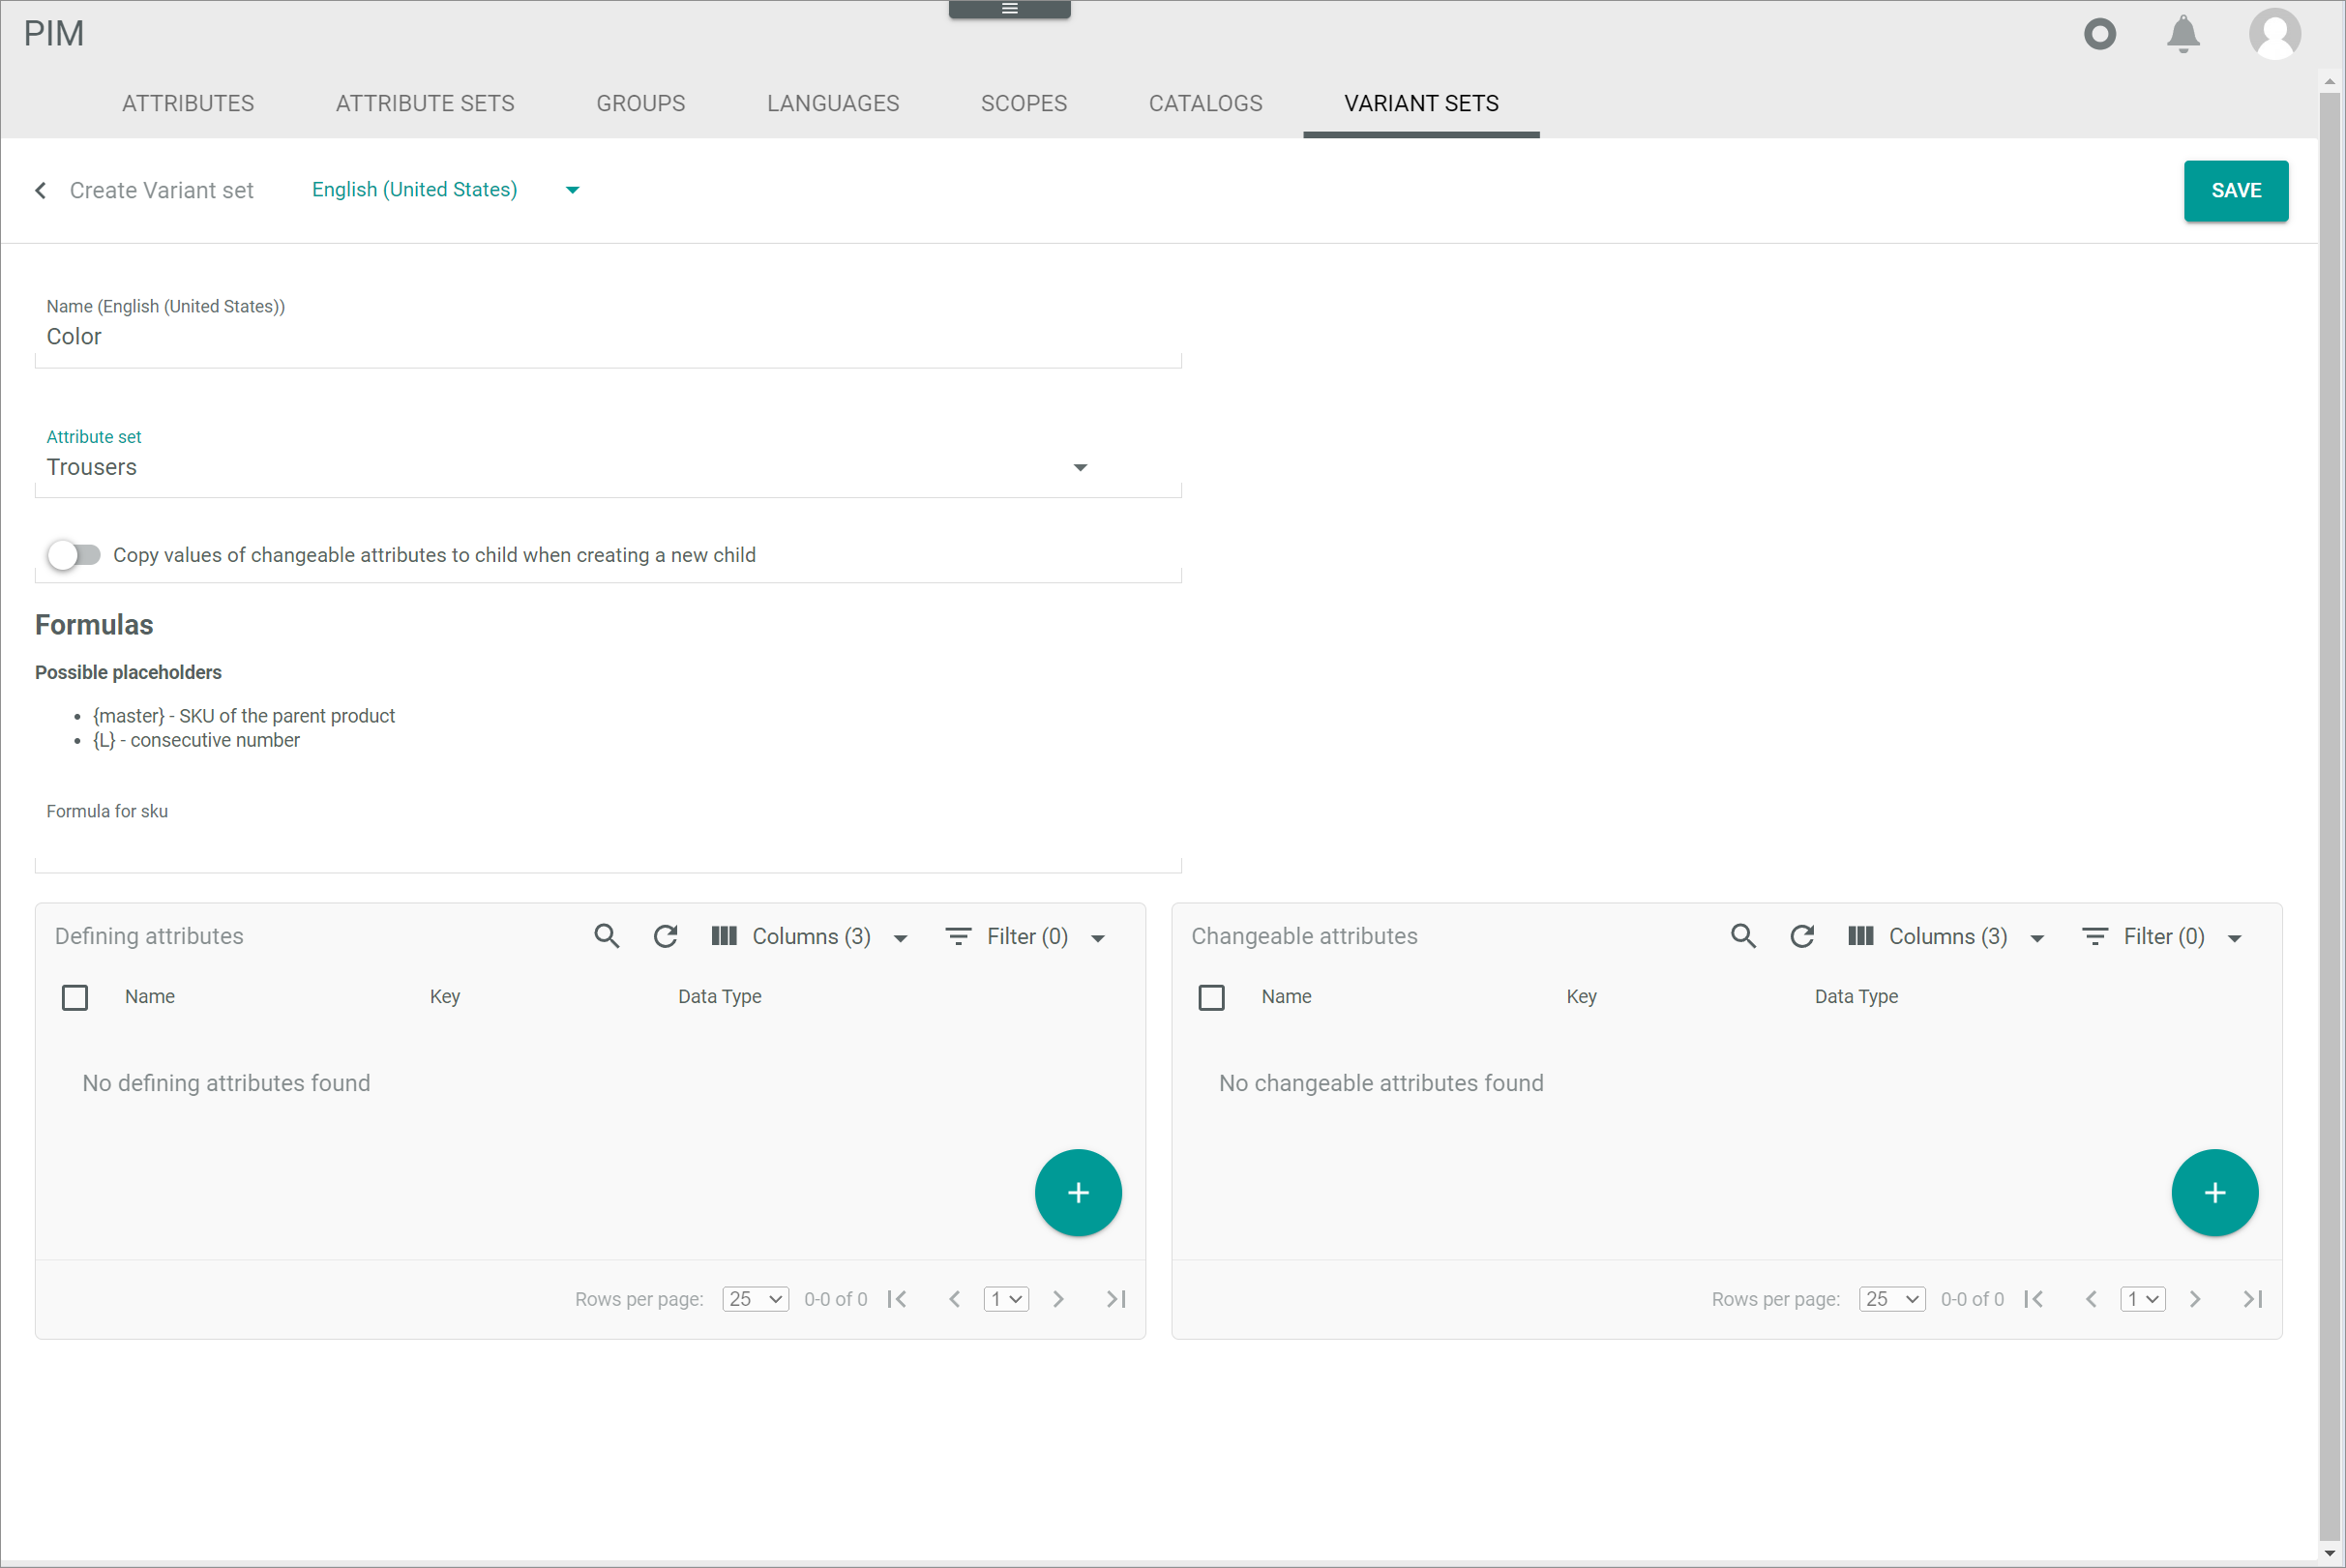 PIM
ATTRIBUTES ATTRIBUTE SETS GROUPS LANGUAGES SCOPES CATALOGS VARIANT SETS
Create Variant set English (United States) SAVE
Name (English (United States))
Color
Attribute set
Trousers
Copy values of changeable attributes to child when creating a new child
Formulas
Possible placeholders
• {master} - SKU of the parent product
• {L} - consecutive number
Formula for sku
Defining attributes Columns (3) Filter (0)
Name Key Data Type
No defining attributes found
Rows per page: 25 0-0 of 0 1
Changeable attributes Columns (3) Filter (0)
Name Key Data Type
No changeable attributes found
Rows per page: 25 0-0 of 0 1